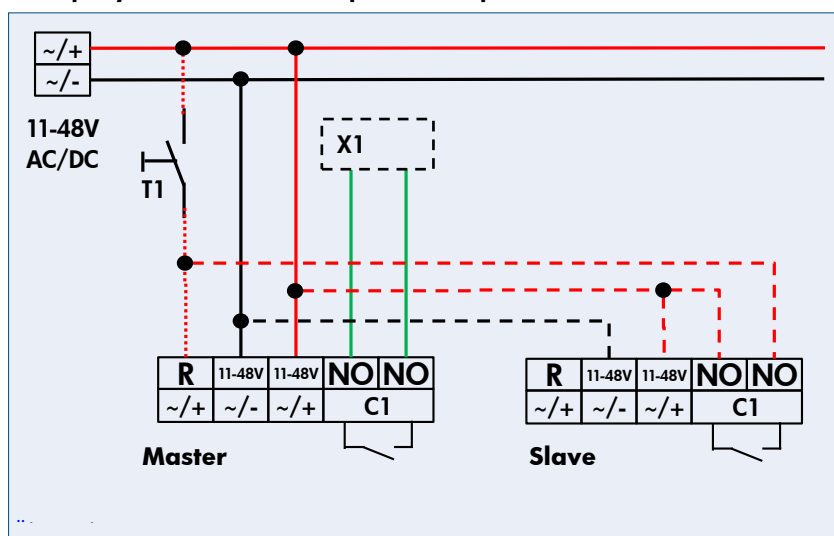 ~/+
~/-
11-48V
AC/DC
T1
X1
R 11-48V 11-48V NO NO
~/+ ~/- ~/+ C1
Master
R 11-48V 11-48V NO NO
~/+ ~/- ~/+ C1
Slave